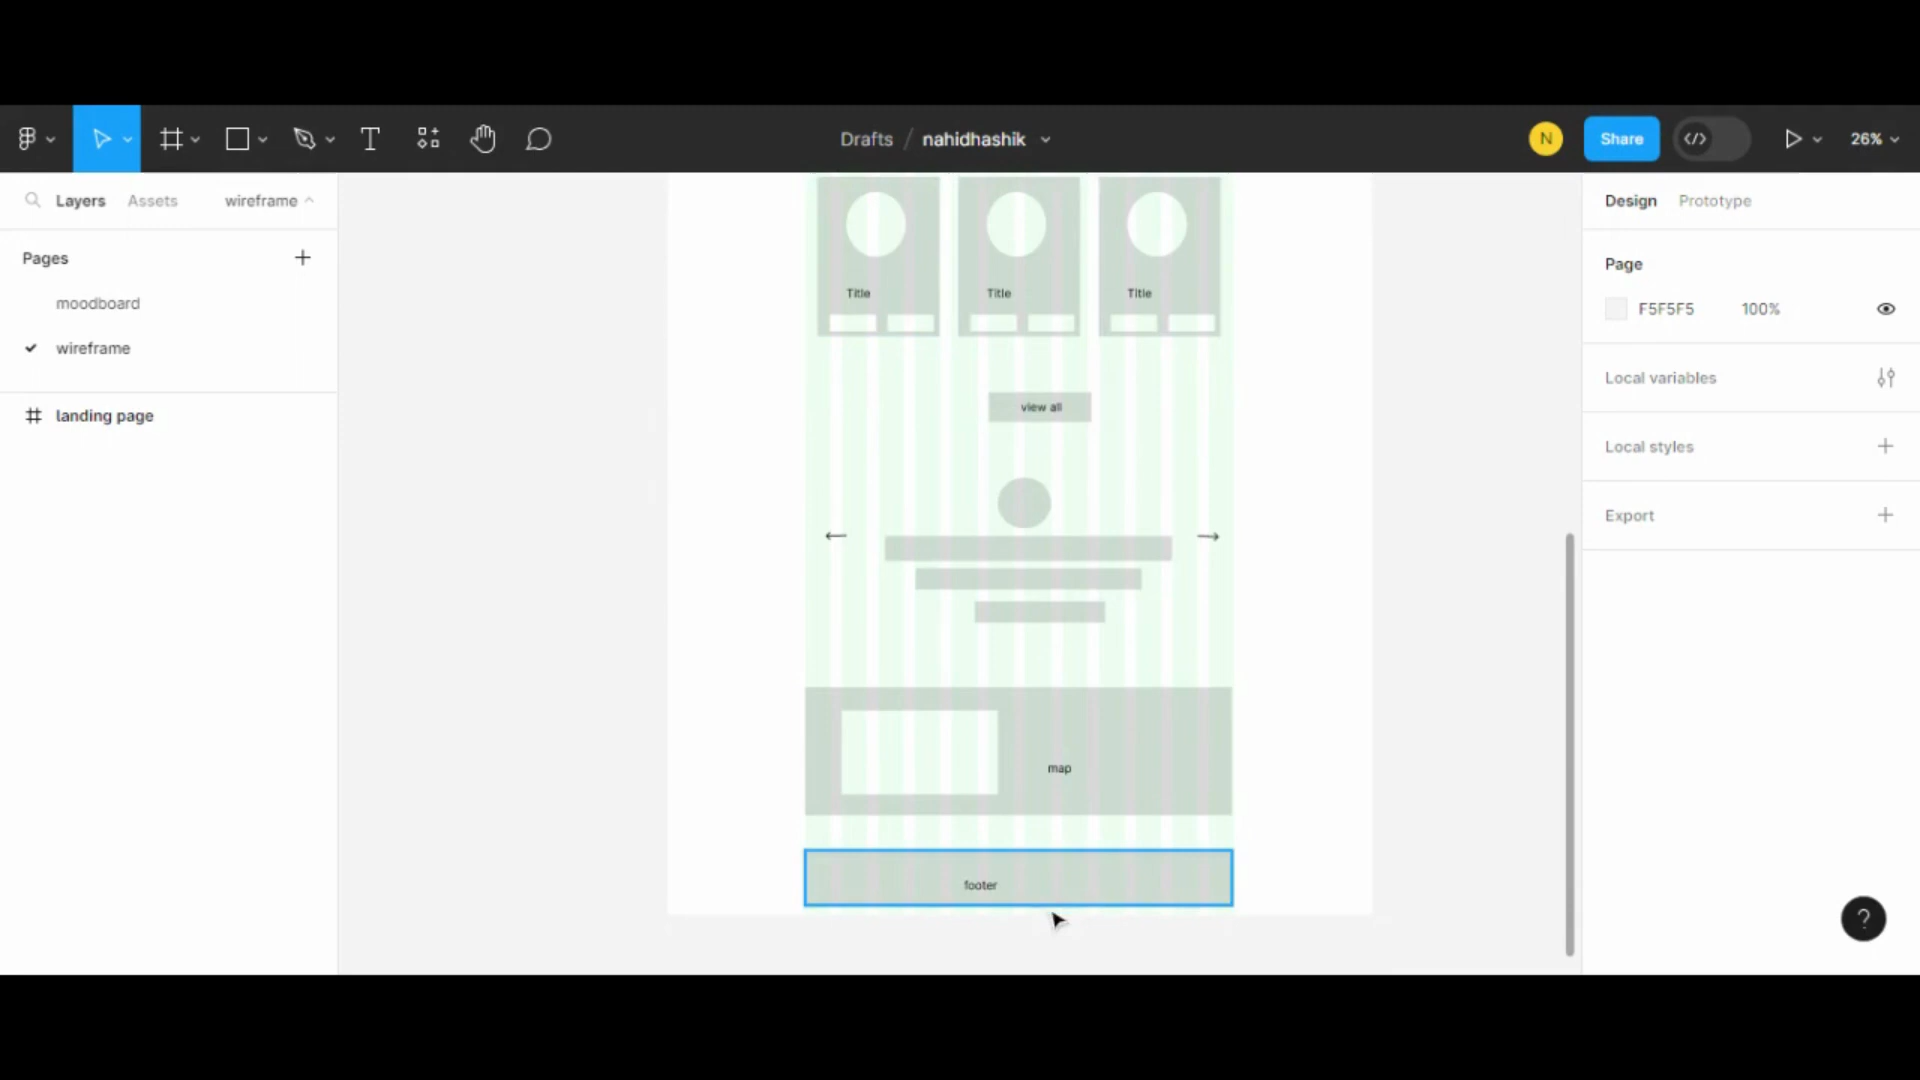 Drafts / nahidhashik
N
Share
26%
Layers
Assets
wireframe
Pages
moodboard
wireframe
landing page
Title
Title
Title
view all
map
footer
Design
Prototype
Page
F5F5F5
100%
Local variables
Local styles
Export
?